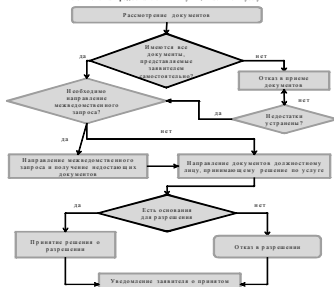 Рассмотрение документов
Имеются все
документы,
представляемые
заявителем
самостоятельно?
да
нет
Отказ в приеме
документов
Необходимо
направление
межведомственного
запроса?
да
Недостатки
устранены?
да
нет
Направление межведомственного
запроса и получение недостающих
документов
Направление документов должностному
лицу, принимающему решение по услуге
да
нет
Есть основания
для разрешения
Принятие решения о
разрешении
Отказ в разрешении
Уведомление заявителя о принятом